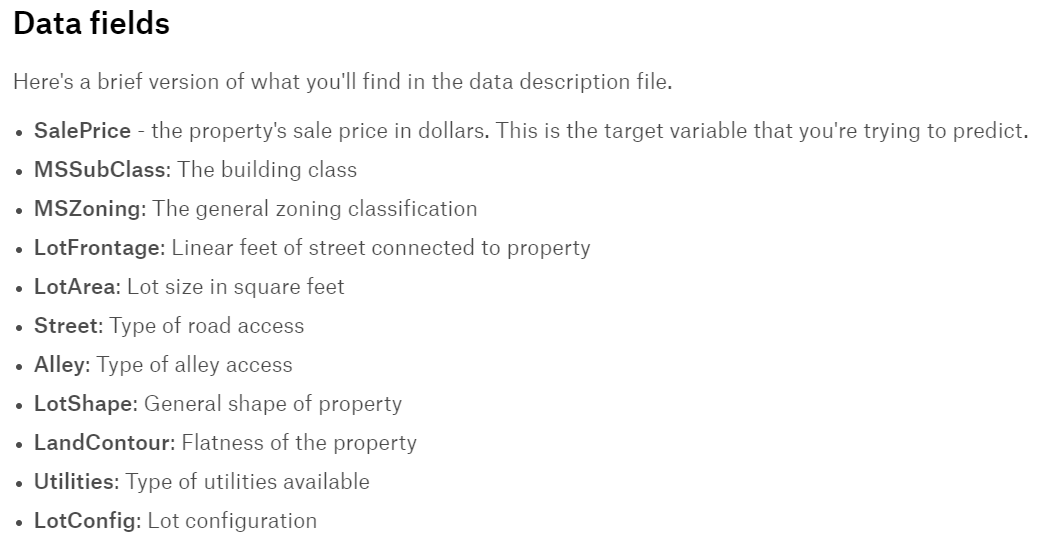 Data fields
Here's a brief version of what you'll find in the data description file.
• SalePrice - the property's sale price in dollars. This is the target variable that you're trying to predict.
• MSSubClass: The building class
• MSZoning: The general zoning classification
• LotFrontage: Linear feet of street connected to property
• LotArea: Lot size in square feet
• Street: Type of road access
• Alley: Type of alley access
• LotShape: General shape of property
• LandContour: Flatness of the property
• Utilities: Type of utilities available
• LotConfig: Lot configuration